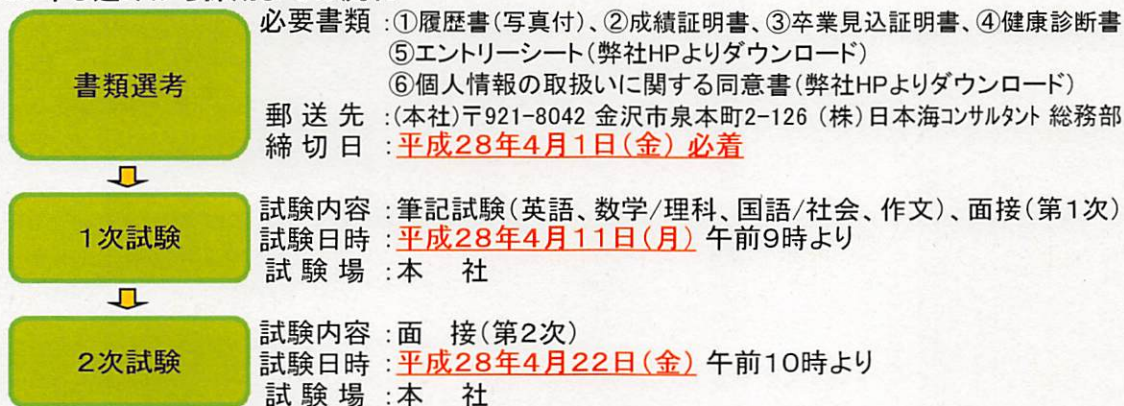 必要書類:①履歴書(写真付)、②成績証明書、③卒業見込証明書、④健康診断書
⑤エントリーシート(弊社HPよりダウンロード)
書類選考
⑥個人情報の取扱いに関する同意書(弊社HPよりダウンロード)
郵送先:(本社)〒921-8042 金沢市泉本町2-126 (株)日本海コンサルタント 総務部
締切日:平成28年4月1日(金) 必着
試験内容:筆記試験(英語、数学/理科、国語/社会、作文)、面接(第1次)
1次試験
試験日時:平成28年4月11日(月) 午前9時より
試験場:本 社
試験内容:面 接(第2次)
2次試験
試験日時:平成28年4月22日(金) 午前10時より
試験場:本 社